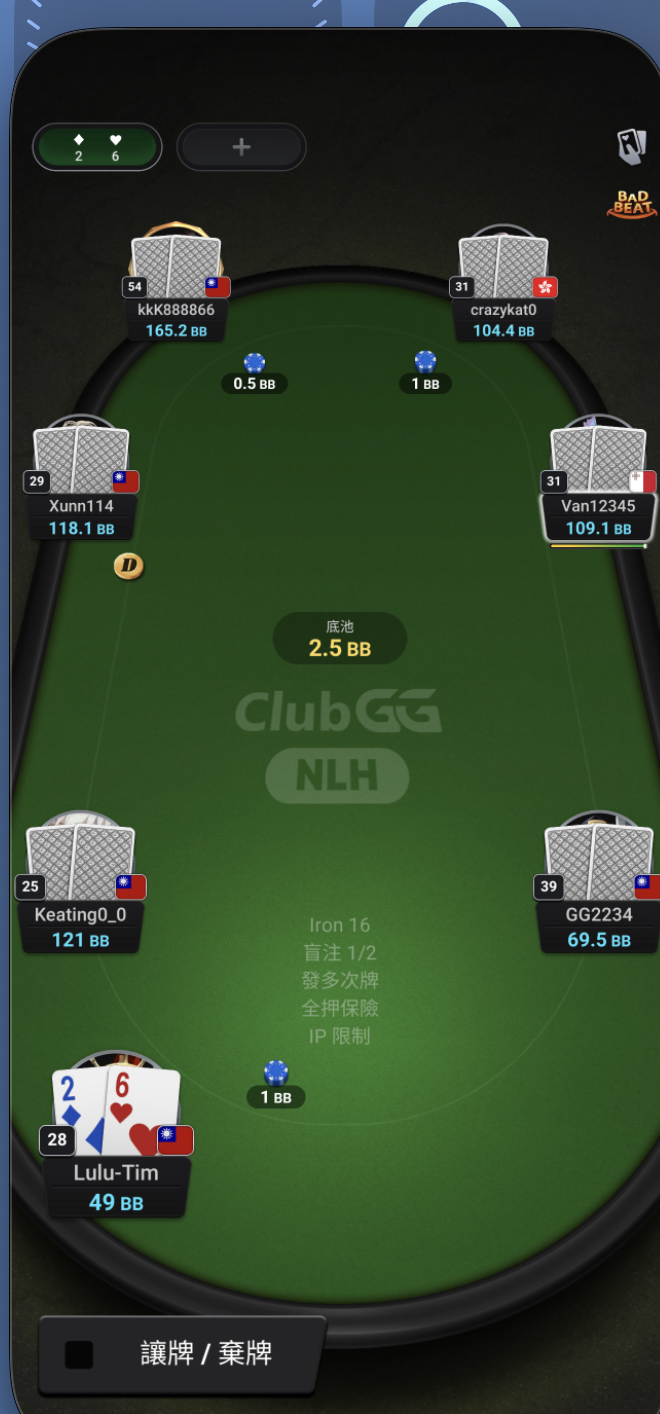 2 6
+
BAD
BEAT
54
kkK888866
165.2 BB
31
crazykat0
104.4 BB
0.5 BB
1 BB
29
Xunn114
118.1 BB
31
Van12345
109.1 BB
D
底池
2.5 BB
ClubGG
NLH
25
Keating0_0
121 BB
39
GG2234
69.5 BB
Iron 16
盲注 1/2
發多次牌
全押保險
IP 限制
1 BB
2 6
28
Lulu-Tim
49 BB
讓牌 / 棄牌